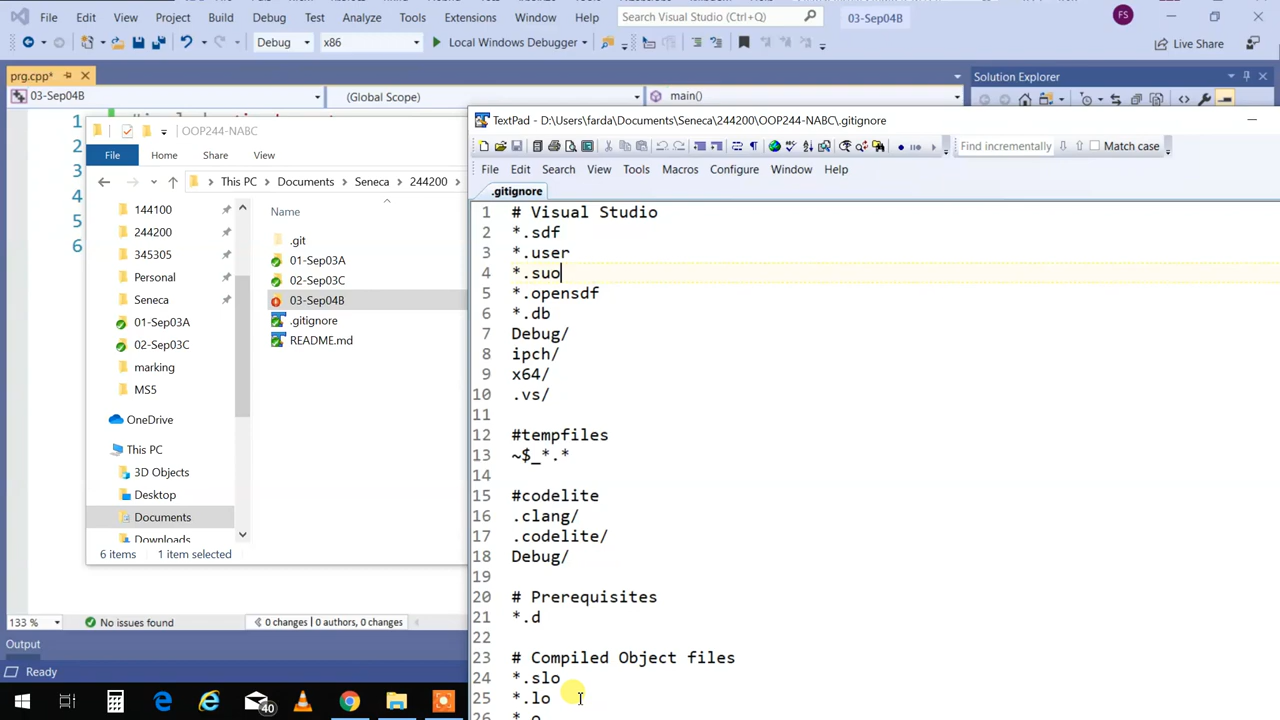 File Edit View Project Build Debug Test Analyze Tools Extensions Window Help Search Visual Studio (Ctrl+Q) 03-Sep04B FS
Debug x86 Local Windows Debugger Live Share
prg.cpp* Solution Explorer
03-Sep04B (Global Scope) main()
1
2
3
4
5
6
OOP244-NABC
File Home Share View
This PC Documents Seneca 244200
144100
244200
345305
Personal
Seneca
01-Sep03A
02-Sep03C
marking
MS5
OneDrive
This PC
3D Objects
Desktop
Documents
Downloads
Name
.git
01-Sep03A
02-Sep03C
03-Sep04B
.gitignore
README.md
6 items 1 item selected
TextPad - D:\Users\farda\Documents\Seneca\244200\OOP244-NABC\.gitignore
Find incrementally Match case
File Edit Search View Tools Macros Configure Window Help
.gitignore
1 # Visual Studio
2 *.sdf
3 *.user
4 *.suo
5 *.opensdf
6 *.db
7 Debug/
8 ipch/
9 x64/
10 .vs/
11
12 #tempfiles
13 ~$_*.*
14
15 #codelite
16 .clang/
17 .codelite/
18 Debug/
19
20 # Prerequisites
21 *.d
22
23 # Compiled Object files
24 *.slo
25 *.lo
26 *.o
133 % No issues found 0 changes | 0 authors, 0 changes
Output
Ready
40